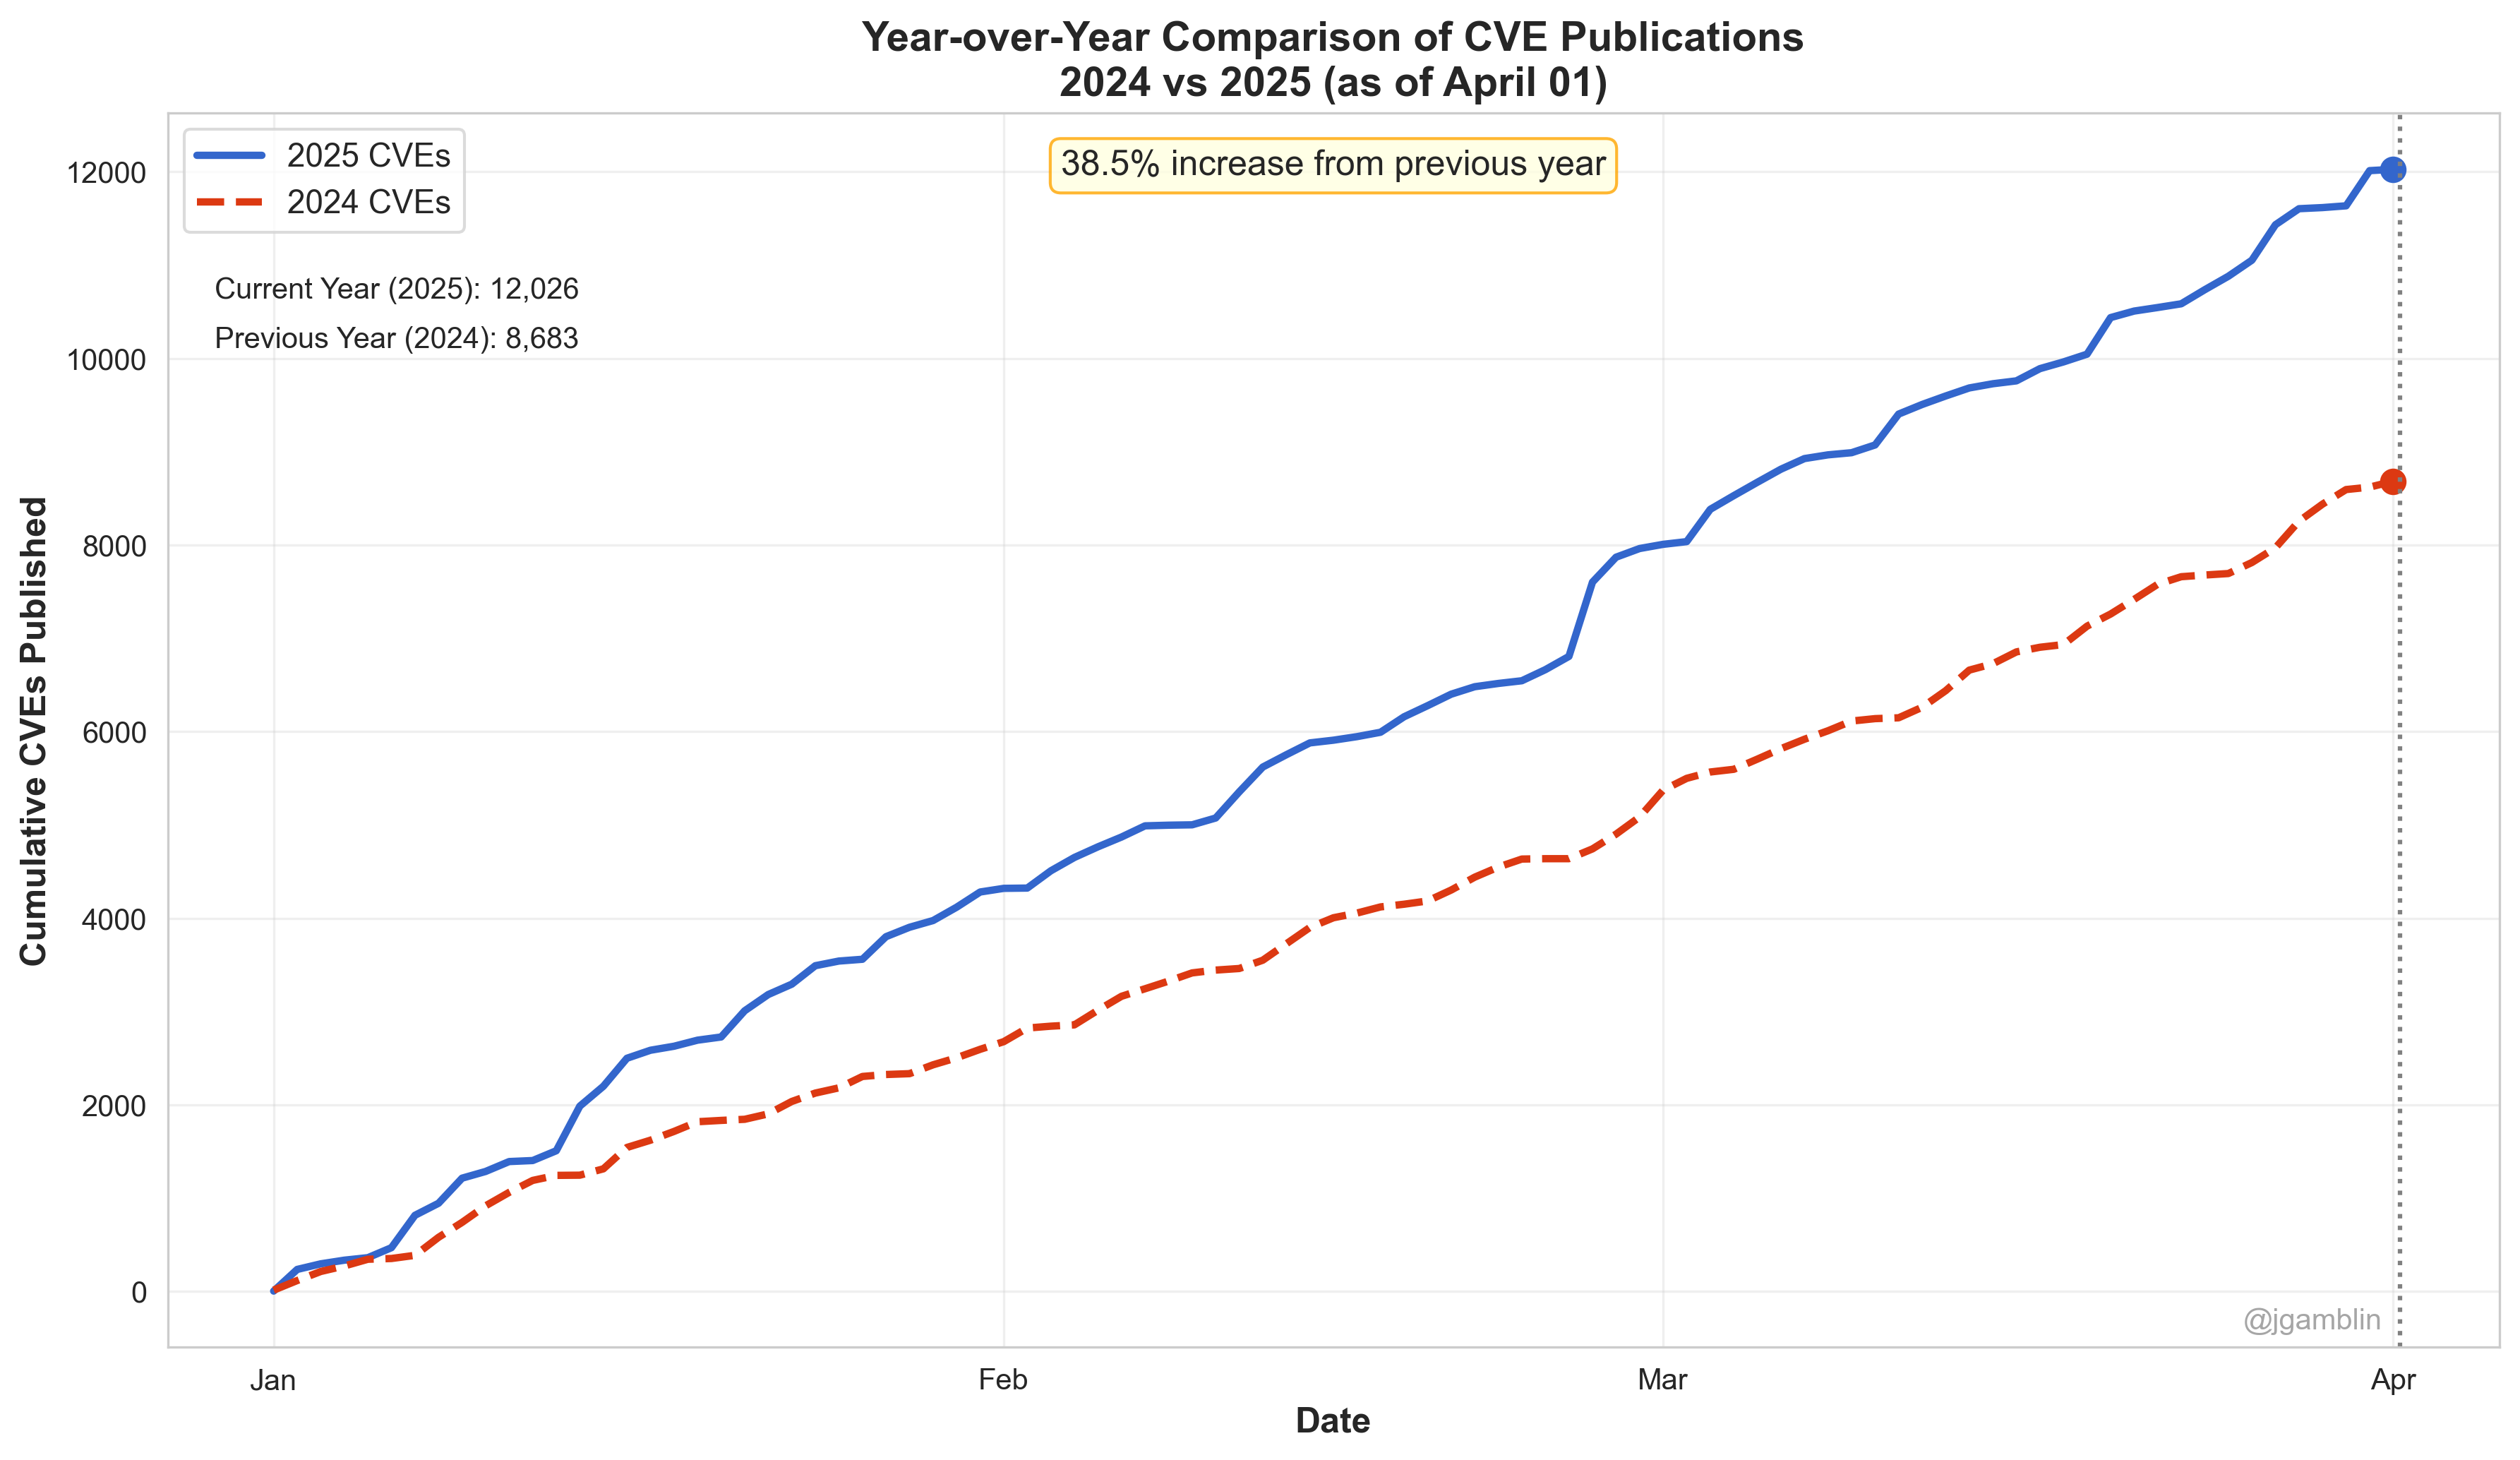 Year-over-Year Comparison of CVE Publications
2024 vs 2025 (as of April 01)
2025 CVEs
2024 CVEs
38.5% increase from previous year
Current Year (2025): 12,026
Previous Year (2024): 8,683
Cumulative CVEs Published
12000
10000
8000
6000
4000
2000
0
@jgamblin
Jan
Feb
Mar
Apr
Date